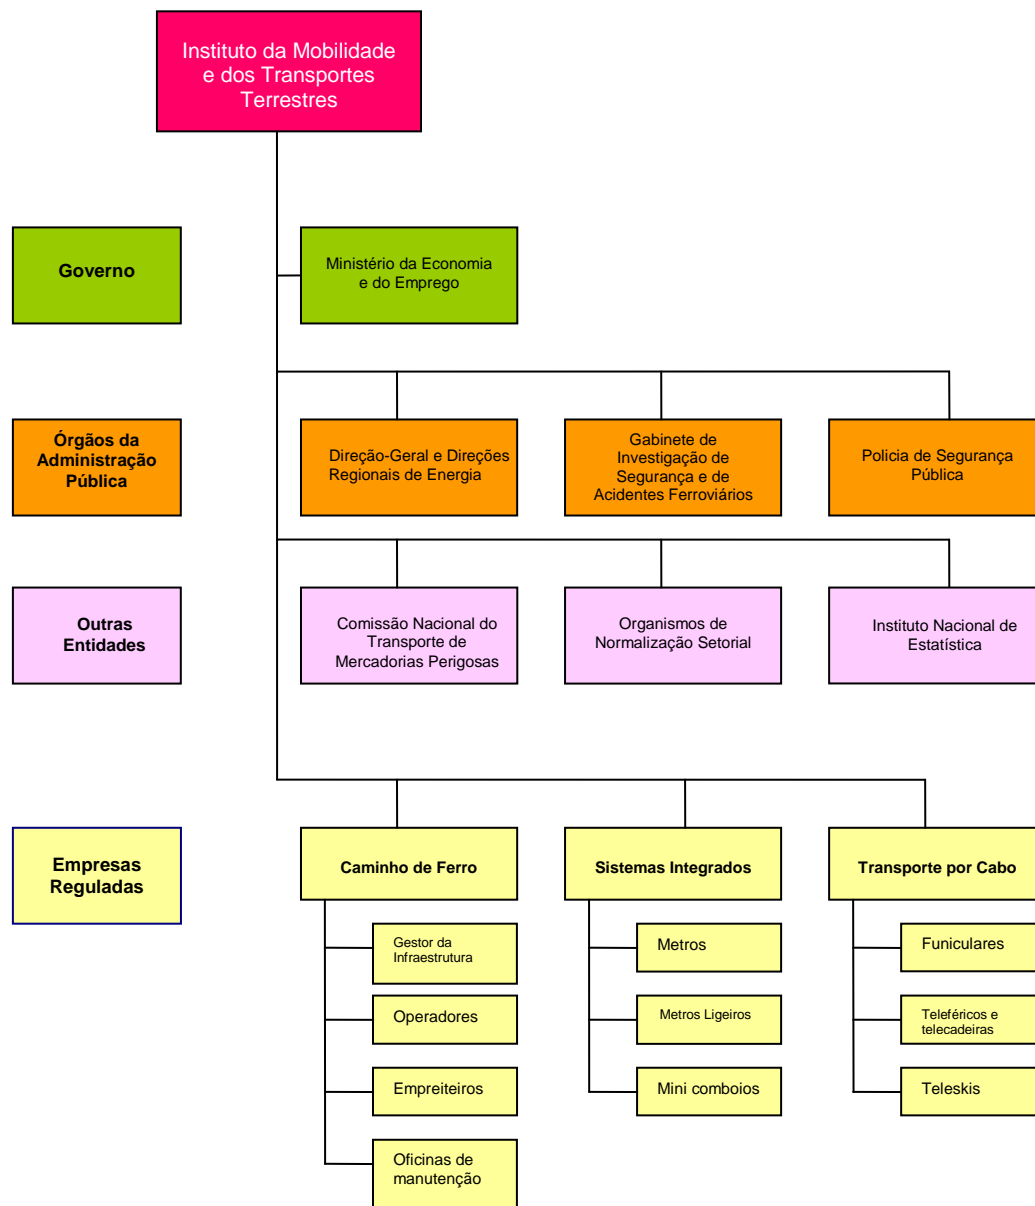 Instituto da Mobilidade
e dos Transportes
Terrestres
Governo
Ministério da Economia
e do Emprego
Órgãos da
Administração
Pública
Direção-Geral e Direções
Regionais de Energia
Gabinete de
Investigação de
Segurança e de
Acidentes Ferroviários
Policia de Segurança
Pública
Outras
Entidades
Comissão Nacional do
Transporte de
Mercadorias Perigosas
Organismos de
Normalização Setorial
Instituto Nacional de
Estatística
Empresas
Reguladas
Caminho de Ferro
Sistemas Integrados
Transporte por Cabo
Gestor da
Infraestrutura
Metros
Funiculares
Operadores
Metros Ligeiros
Teleféricos e
telecadeiras
Empreiteiros
Mini comboios
Teleskis
Oficinas de
manutenção